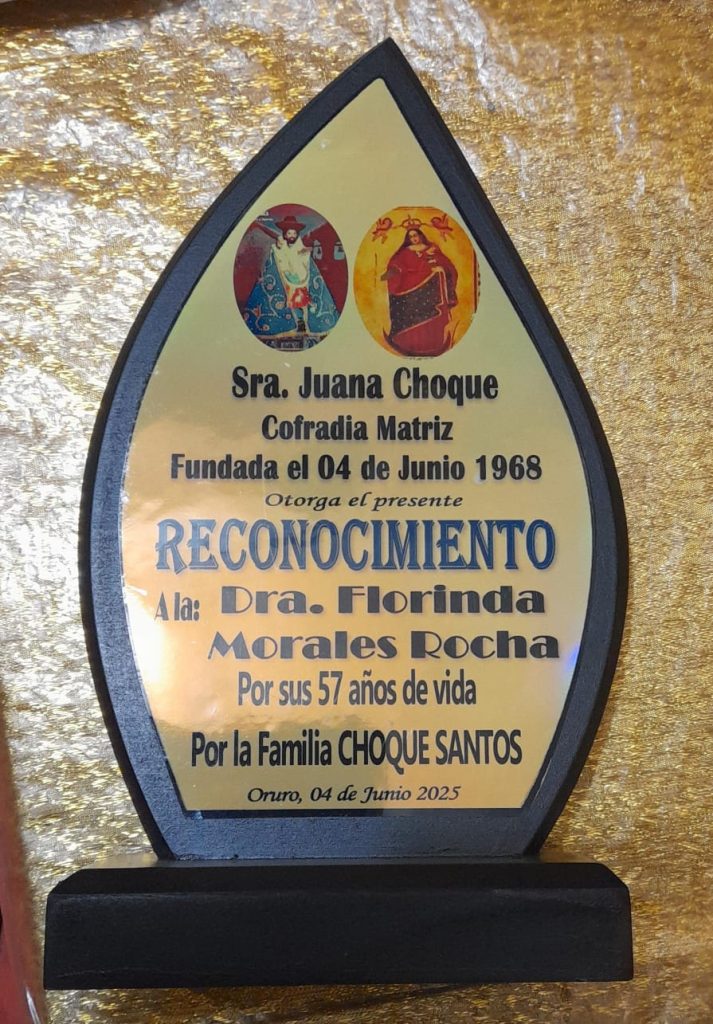 Sra. Juana Choque
Cofradia Matriz
Fundada el 04 de Junio 1968
Otorga el presente
RECONOCIMIENTO
A la: Dra. Florinda
Morales Rocha
Por sus 57 años de vida
Por la Familia CHOQUE SANTOS
Oruro, 04 de Junio 2025